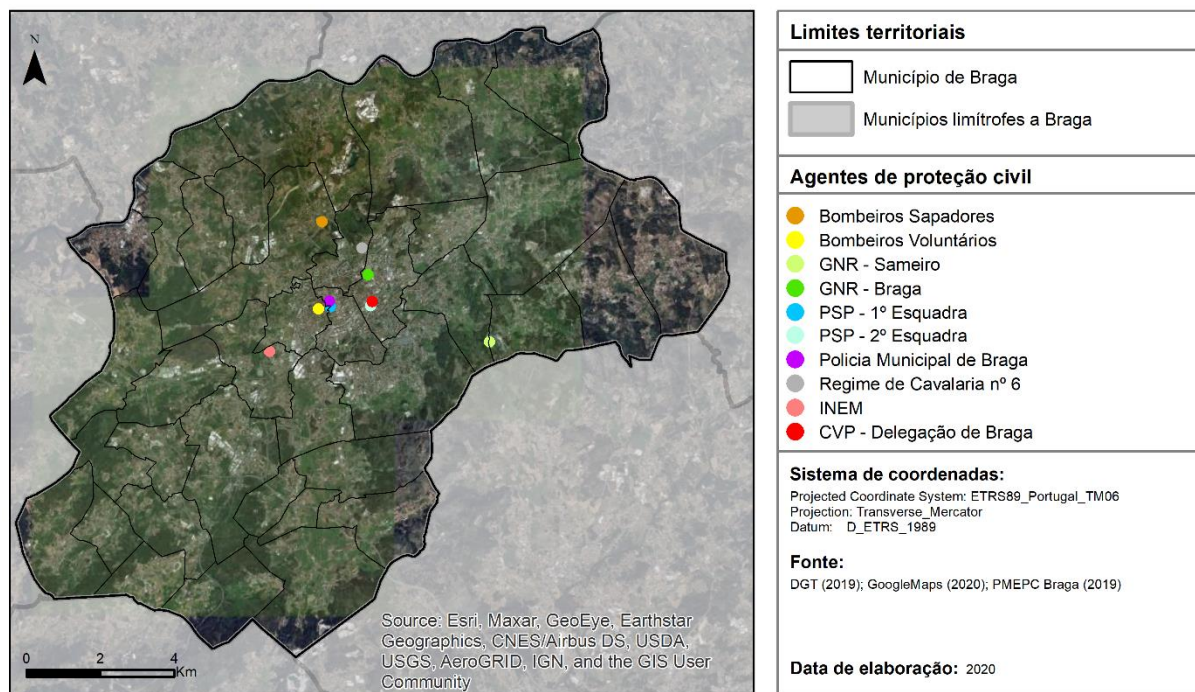 N
0 2 4
Km
Source: Esri, Maxar, GeoEye, Earthstar
Geographics, CNES/Airbus DS, USDA,
USGS, AeroGRID, IGN, and the GIS User
Community
Limites territoriais
Município de Braga
Municípios limítrofes a Braga
Agentes de proteção civil
Bombeiros Sapadores
Bombeiros Voluntários
GNR - Sameiro
GNR - Braga
PSP - 1º Esquadra
PSP - 2º Esquadra
Policia Municipal de Braga
Regime de Cavalaria nº 6
INEM
CVP - Delegação de Braga
Sistema de coordenadas:
Projected Coordinate System: ETRS89_Portugal_TM06
Projection: Transverse_Mercator
Datum: D_ETRS_1989
Fonte:
DGT (2019); GoogleMaps (2020); PMEPC Braga (2019)
Data de elaboração: 2020